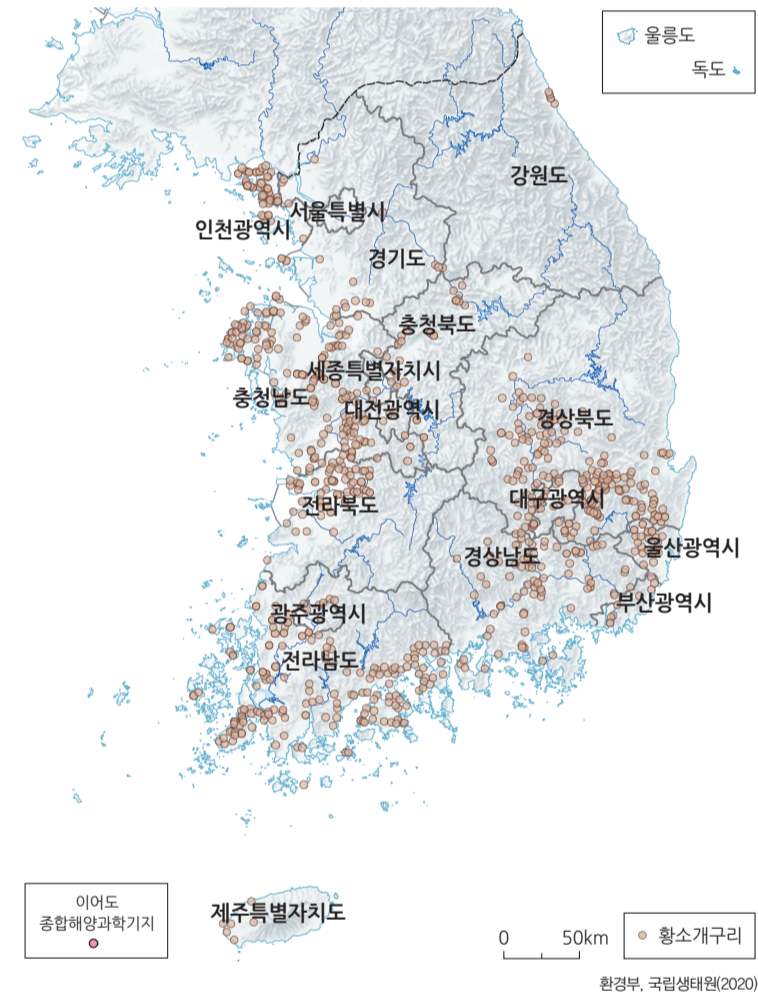 울릉도
독도
강원도
서울특별시
인천광역시
경기도
충청북도
세종특별자치시
충청남도
대전광역시
경상북도
대구광역시
전라북도
울산광역시
경상남도
부산광역시
광주광역시
전라남도
제주특별자치도
이어도
종합해양과학기지
0 50km
황소개구리
환경부, 국립생태원(2020)